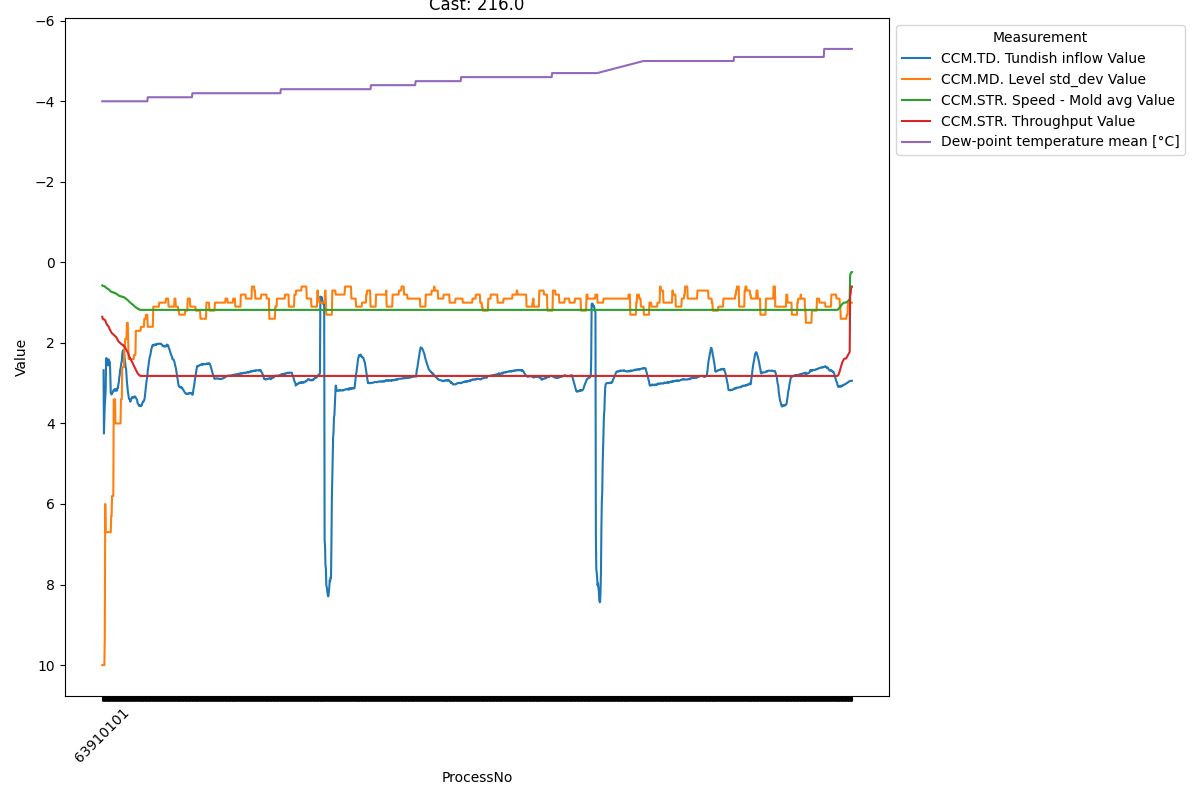 Cast: 216.0
Measurement
CCM.TD. Tundish inflow Value
CCM.MD. Level std_dev Value
CCM.STR. Speed - Mold avg Value
CCM.STR. Throughput Value
Dew-point temperature mean [°C]
−6
−4
−2
0
2
4
6
8
10
Value
63910101
ProcessNo